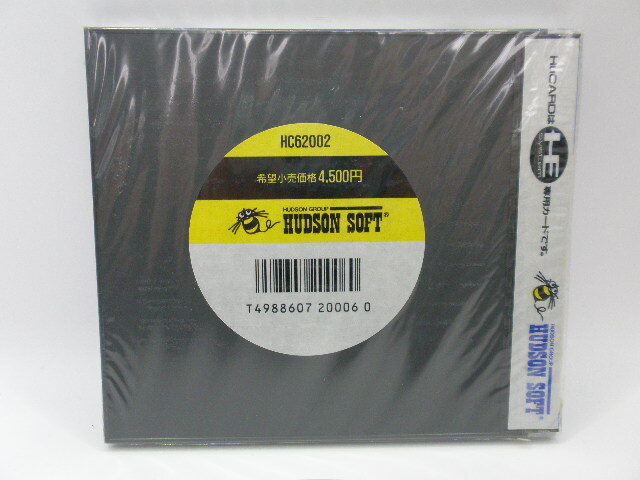 HC62002
希望小売価格4,500円
HUDSON GROUP
HUDSON SOFT®
T4988607 20006 0
HuCARDは
HE
SYSTEM
専用カードです。
HUDSON GROUP
HUDSON SOFT®